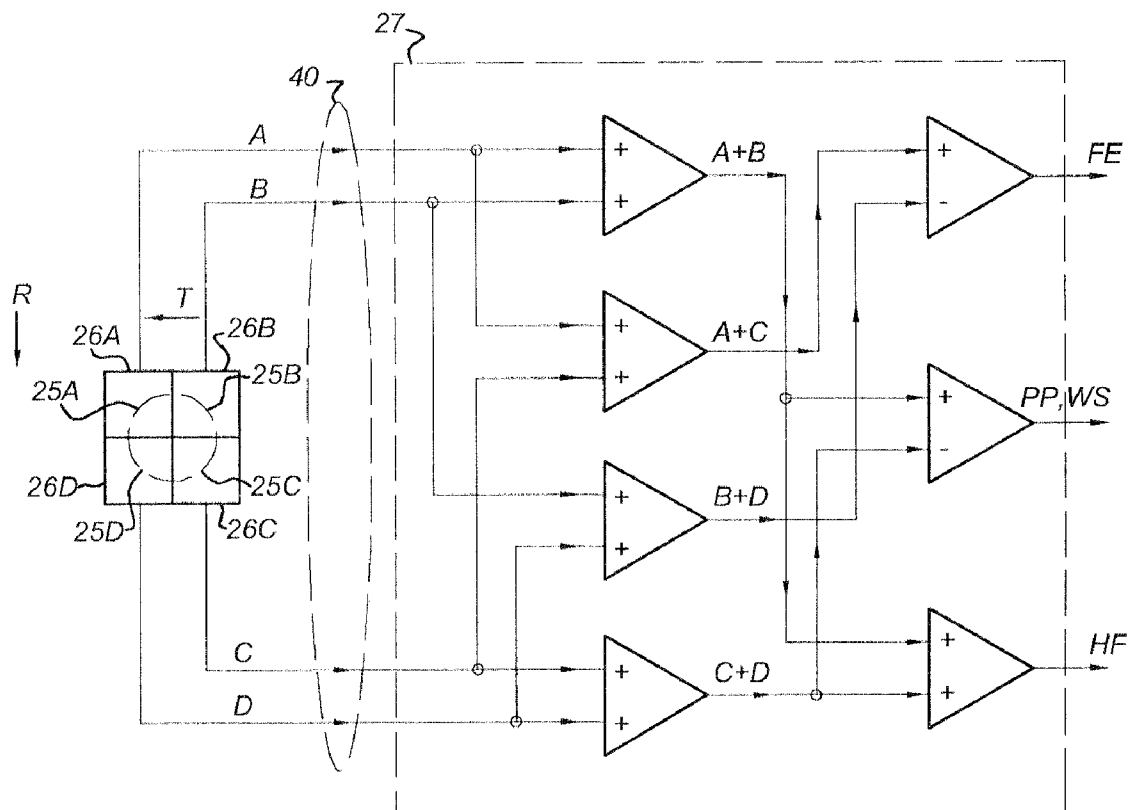 27
40
A
+
A+B
+
FE
B
+
-
R
T
26A
26B
+
A+C
25A
25B
+
+
PP,WS
-
26D
25C
+
B+D
25D
26C
+
C
+
C+D
+
HF
D
+
+